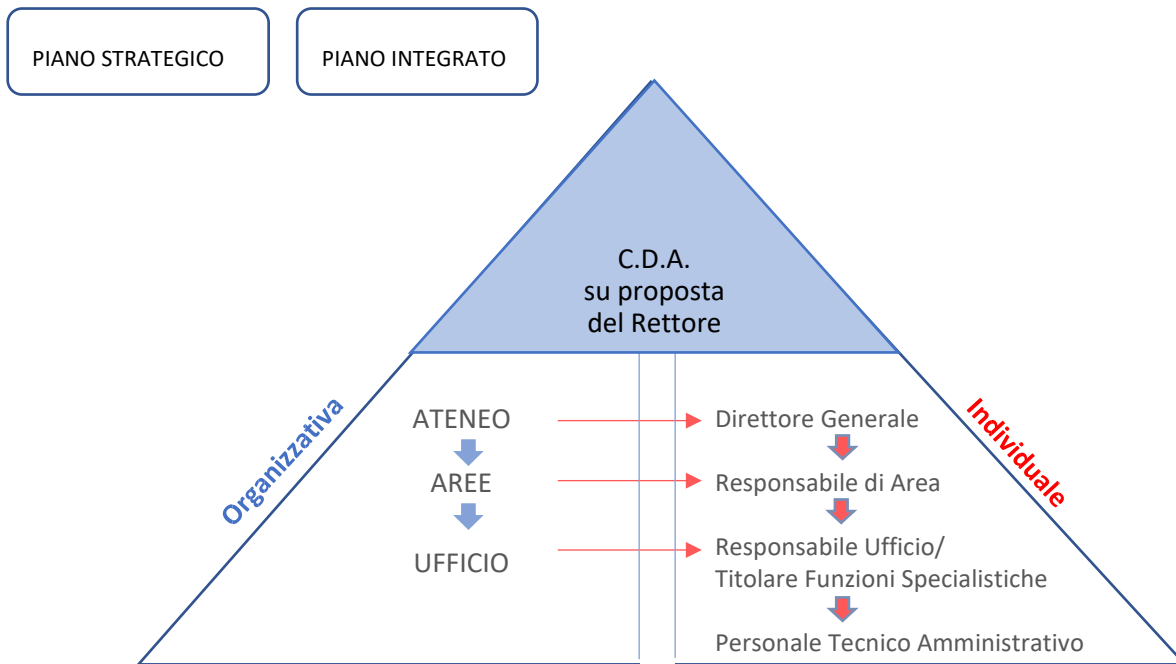 PIANO STRATEGICO
PIANO INTEGRATO
C.D.A.
su proposta
del Rettore
Organizzativa
Individuale
ATENEO
Direttore Generale
AREE
Responsabile di Area
UFFICIO
Responsabile Ufficio/
Titolare Funzioni Specialistiche
Personale Tecnico Amministrativo